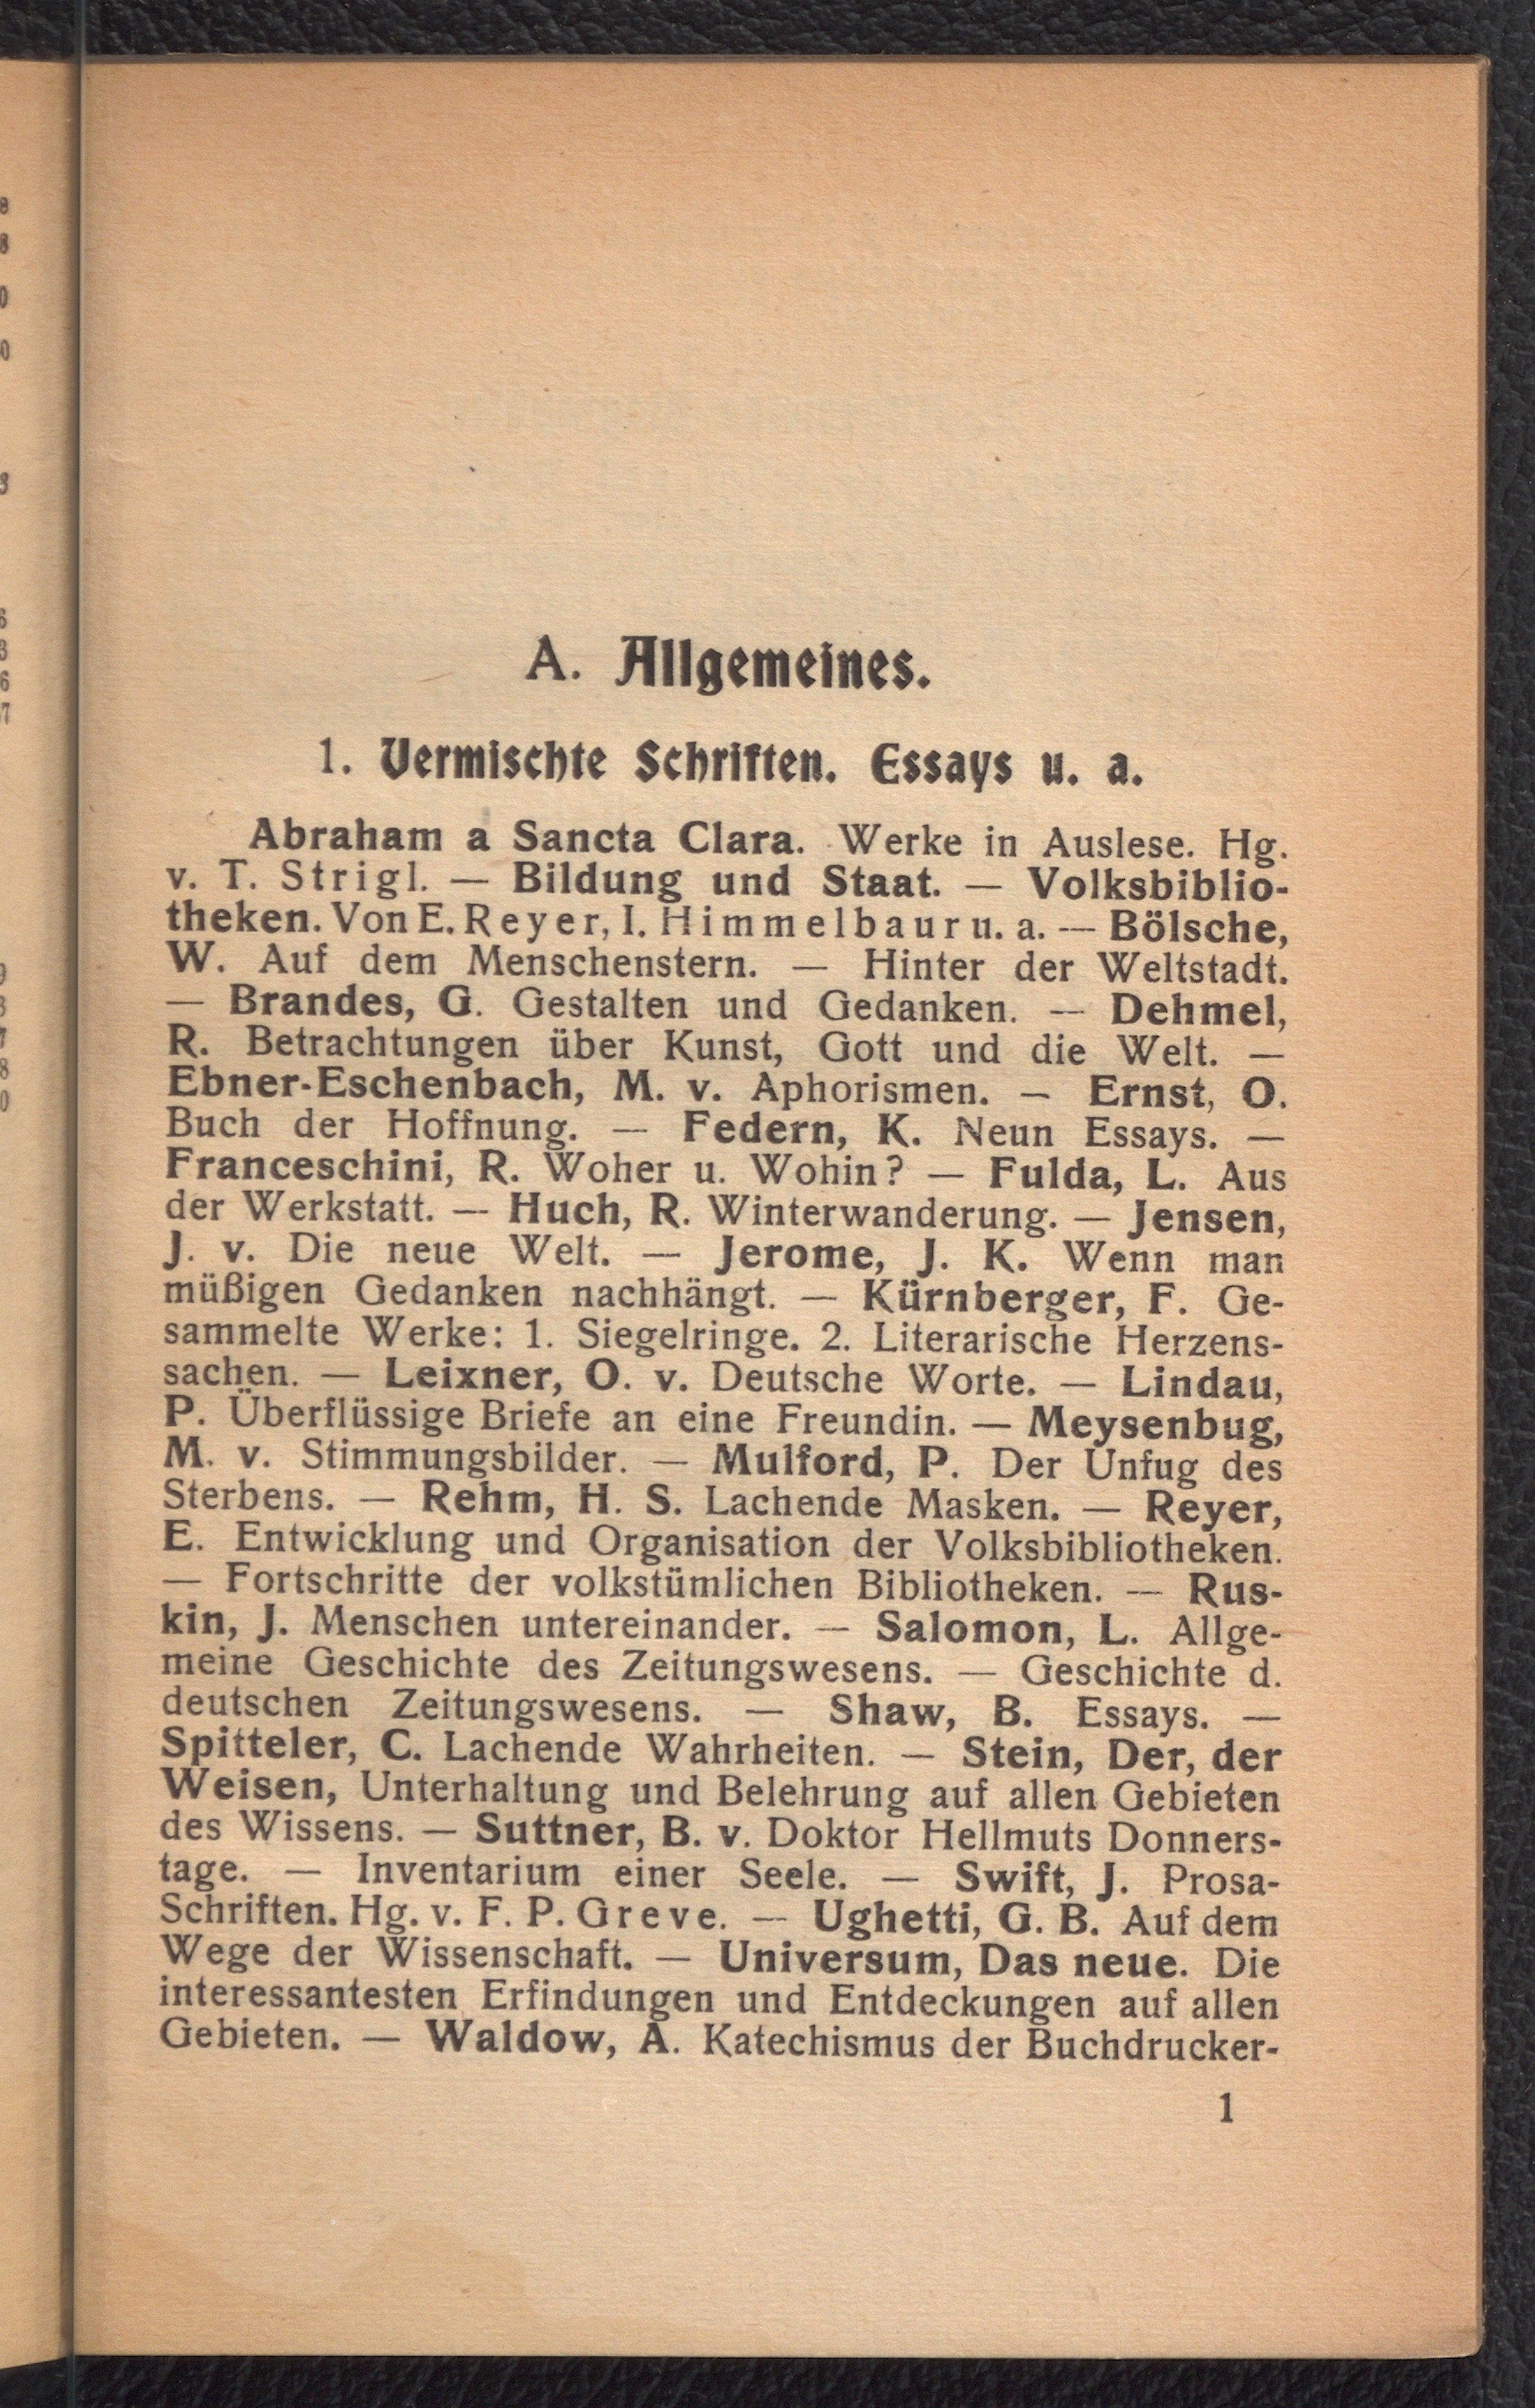 A. Allgemeines.
1. Vermischte Schriften. Essays u. a.
Abraham a Sancta Clara. Werke in Auslese. Hg.
v. T. Strigl. — Bildung und Staat. — Volksbiblio-
theken. Von E. Reyer, I. Himmelbaur u. a. — Bölsche,
W. Auf dem Menschenstern. — Hinter der Weltstadt.
— Brandes, G. Gestalten und Gedanken. — Dehmel,
R. Betrachtungen über Kunst, Gott und die Welt. —
Ebner-Eschenbach, M. v. Aphorismen. — Ernst, O.
Buch der Hoffnung. — Federn, K. Neun Essays. —
Franceschini, R. Woher u. Wohin? — Fulda, L. Aus
der Werkstatt. — Huch, R. Winterwanderung. — Jensen,
J. v. Die neue Welt. — Jerome, J. K. Wenn man
müßigen Gedanken nachhängt. — Kürnberger, F. Ge-
sammelte Werke: 1. Siegelringe. 2. Literarische Herzens-
sachen. — Leixner, O. v. Deutsche Worte. — Lindau,
P. Überflüssige Briefe an eine Freundin. — Meysenbug,
M. v. Stimmungsbilder. — Mulford, P. Der Unfug des
Sterbens. — Rehm, H. S. Lachende Masken. — Reyer,
E. Entwicklung und Organisation der Volksbibliotheken.
— Fortschritte der volkstümlichen Bibliotheken. — Rus-
kin, J. Menschen untereinander. — Salomon, L. Allge-
meine Geschichte des Zeitungswesens. — Geschichte d.
deutschen Zeitungswesens. — Shaw, B. Essays. —
Spitteler, C. Lachende Wahrheiten. — Stein, Der, der
Weisen, Unterhaltung und Belehrung auf allen Gebieten
des Wissens. — Suttner, B. v. Doktor Hellmuts Donners-
tage. — Inventarium einer Seele. — Swift, J. Prosa-
Schriften. Hg. v. F. P. Greve. — Ughetti, G. B. Auf dem
Wege der Wissenschaft. — Universum, Das neue. Die
interessantesten Erfindungen und Entdeckungen auf allen
Gebieten. — Waldow, A. Katechismus der Buchdrucker-
1